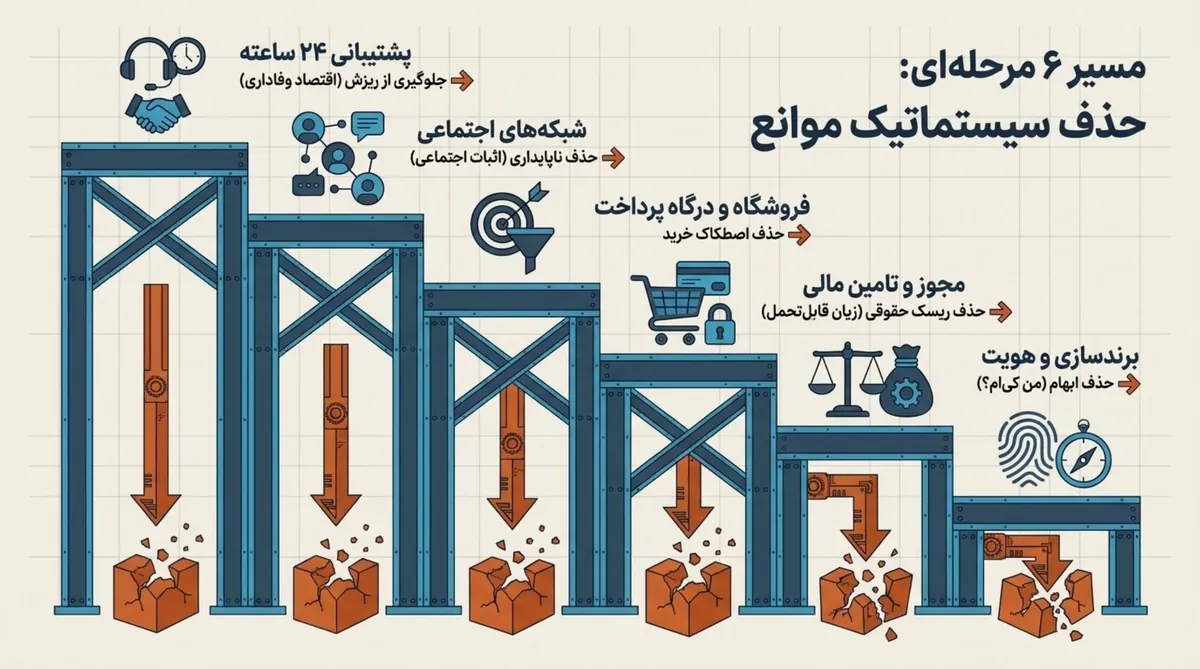 مسیر ۶ مرحله‌ای:
حذف سیستماتیک موانع
برندسازی و هویت
حذف ابهام (من کی‌ام؟)
مجوز و تامین مالی
حذف ریسک حقوقی (زیان قابل‌تحمل)
فروشگاه و درگاه پرداخت
حذف اصطکاک خرید
شبکه‌های اجتماعی
حذف ناپایداری (اثبات اجتماعی)
پشتیبانی ۲۴ ساعته
جلوگیری از ریزش (اقتصاد وفاداری)